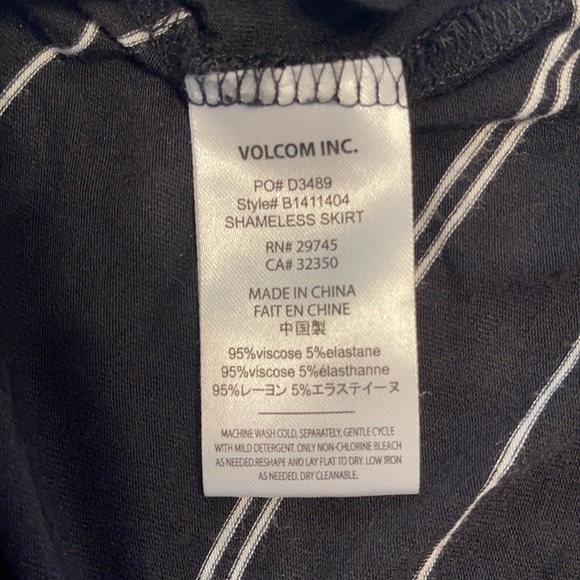 VOLCOM INC.
PO# D3489
Style# B1411404
SHAMELESS SKIRT
RN# 29745
CA# 32350
MADE IN CHINA
FAIT EN CHINE
中国製
95%viscose 5%elastane
95%viscose 5%élasthanne
95%レーヨン 5%エラステイーヌ
MACHINE WASH COLD, SEPARATELY, GENTLE CYCLE
WITH MILD DETERGENT. ONLY NON-CHLORINE BLEACH
AS NEEDED.RESHAPE AND LAY FLAT TO DRY. LOW IRON
AS NEEDED. DRY CLEANABLE.